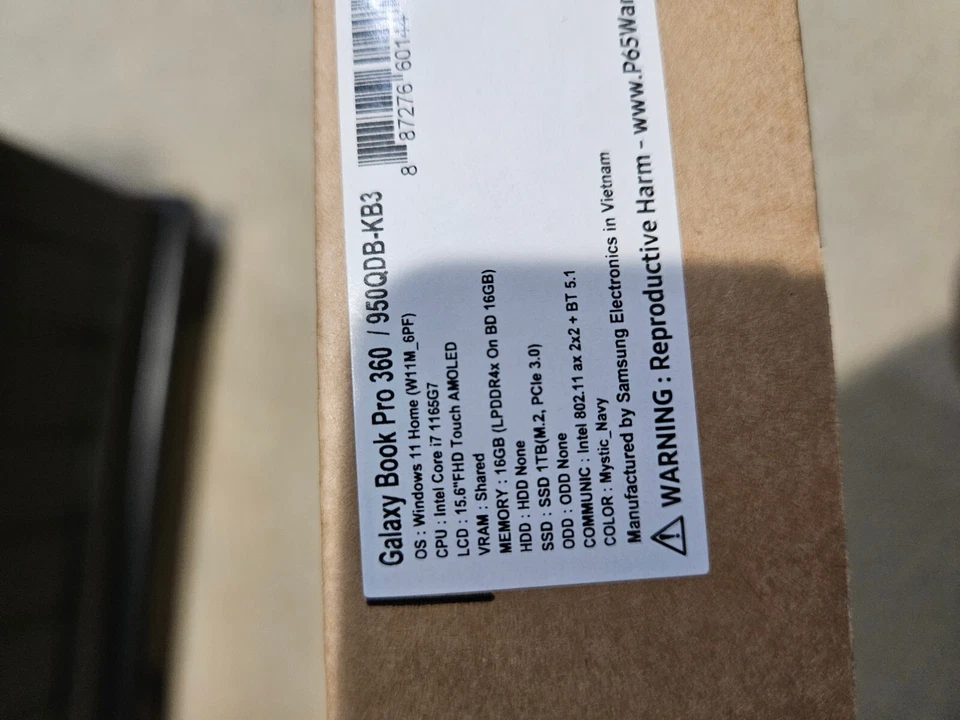 8 87276 6014
Galaxy Book Pro 360 / 950QDB-KB3
OS : Windows 11 Home (W11M_6PF)
CPU : Intel Core i7 1165G7
LCD : 15.6"FHD Touch AMOLED
VRAM : Shared
MEMORY : 16GB (LPDDR4x On BD 16GB)
HDD : HDD None
SSD : SSD 1TB(M.2, PCIe 3.0)
ODD : ODD None
COMMUNIC : Intel 802.11 ax 2x2 + BT 5.1
COLOR : Mystic_Navy
Manufactured by Samsung Electronics in Vietnam
WARNING : Reproductive Harm - www.P65War